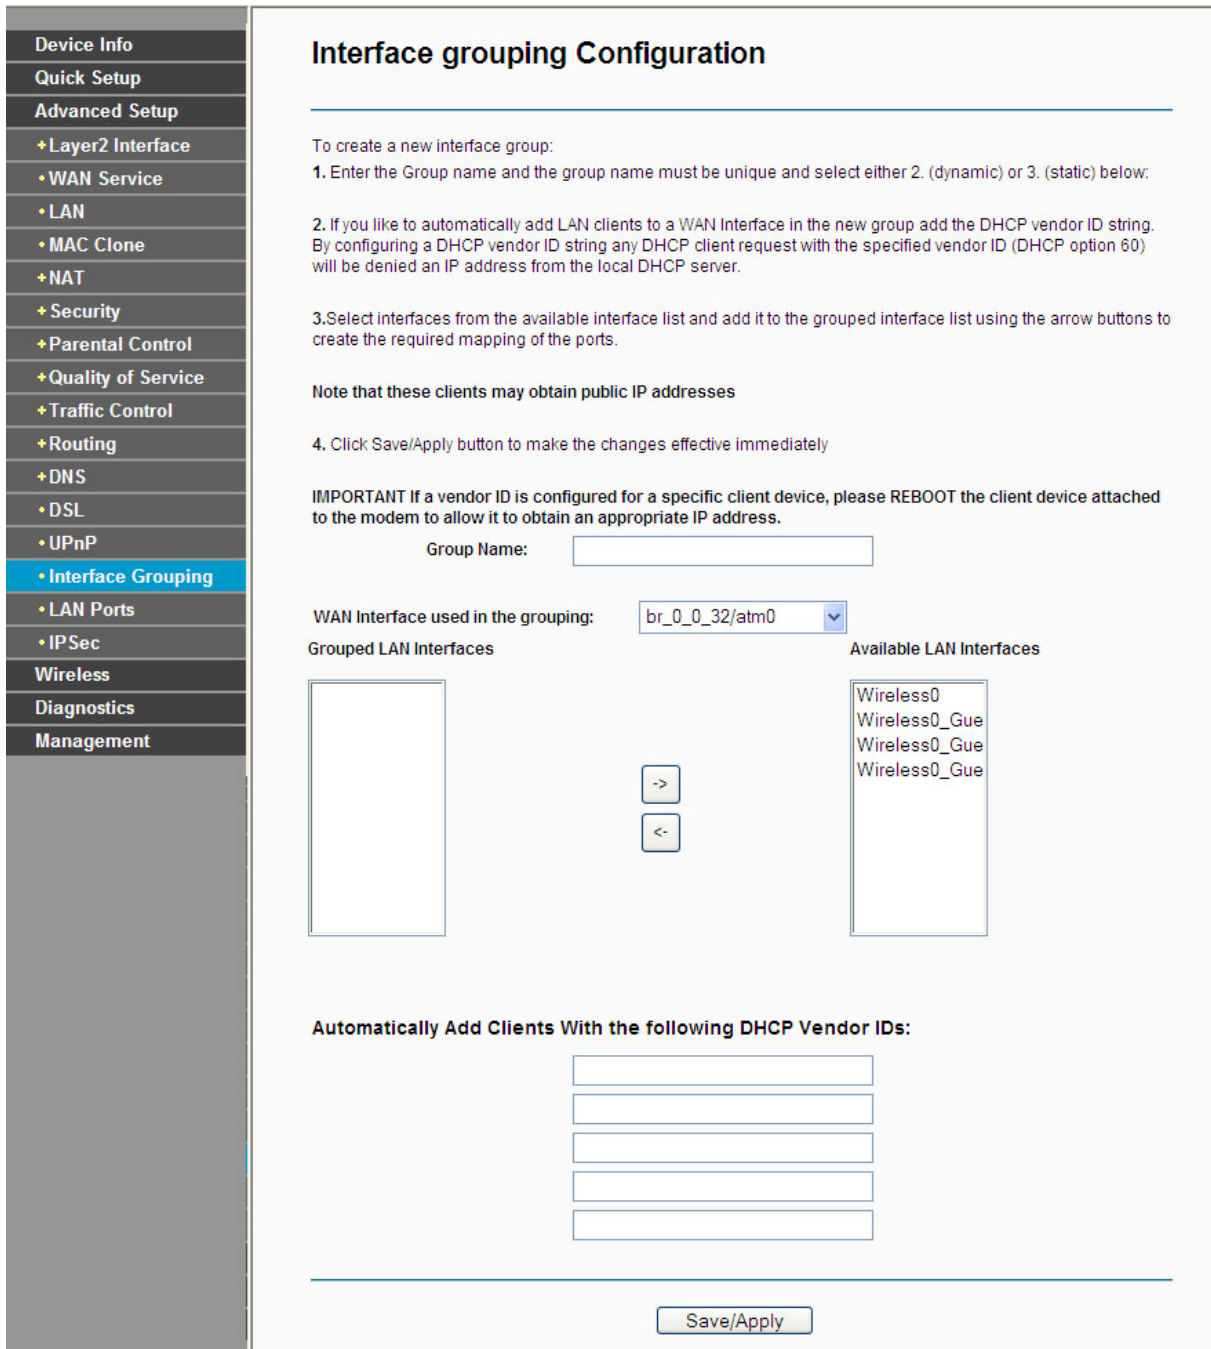 Device Info
Quick Setup
Advanced Setup
+Layer2 Interface
•WAN Service
•LAN
•MAC Clone
+NAT
+Security
+Parental Control
+Quality of Service
+Traffic Control
+Routing
+DNS
•DSL
•UPnP
•Interface Grouping
•LAN Ports
•IPSec
Wireless
Diagnostics
Management
Interface grouping Configuration
To create a new interface group:
1. Enter the Group name and the group name must be unique and select either 2. (dynamic) or 3. (static) below:
2. If you like to automatically add LAN clients to a WAN Interface in the new group add the DHCP vendor ID string.
By configuring a DHCP vendor ID string any DHCP client request with the specified vendor ID (DHCP option 60)
will be denied an IP address from the local DHCP server.
3.Select interfaces from the available interface list and add it to the grouped interface list using the arrow buttons to
create the required mapping of the ports.
Note that these clients may obtain public IP addresses
4. Click Save/Apply button to make the changes effective immediately
IMPORTANT If a vendor ID is configured for a specific client device, please REBOOT the client device attached
to the modem to allow it to obtain an appropriate IP address.
Group Name:
WAN Interface used in the grouping: br_0_0_32/atm0
Grouped LAN Interfaces
Available LAN Interfaces
Wireless0
Wireless0_Gue
Wireless0_Gue
Wireless0_Gue
->
<-
Automatically Add Clients With the following DHCP Vendor IDs:
Save/Apply